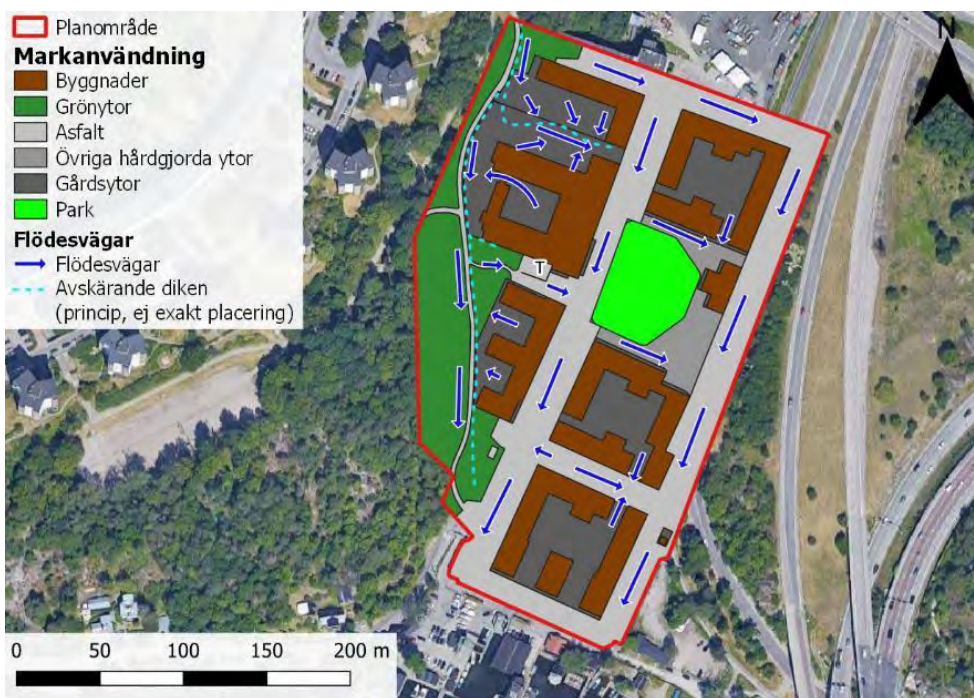 Planområde
Markanvändning
Byggnader
Grönytor
Asfalt
Övriga hårdgjorda ytor
Gårdsytor
Park
Flödesvägar
Flödesvägar
Avskärande diken
(princip, ej exakt placering)
N
T
0 50 100 150 200 m